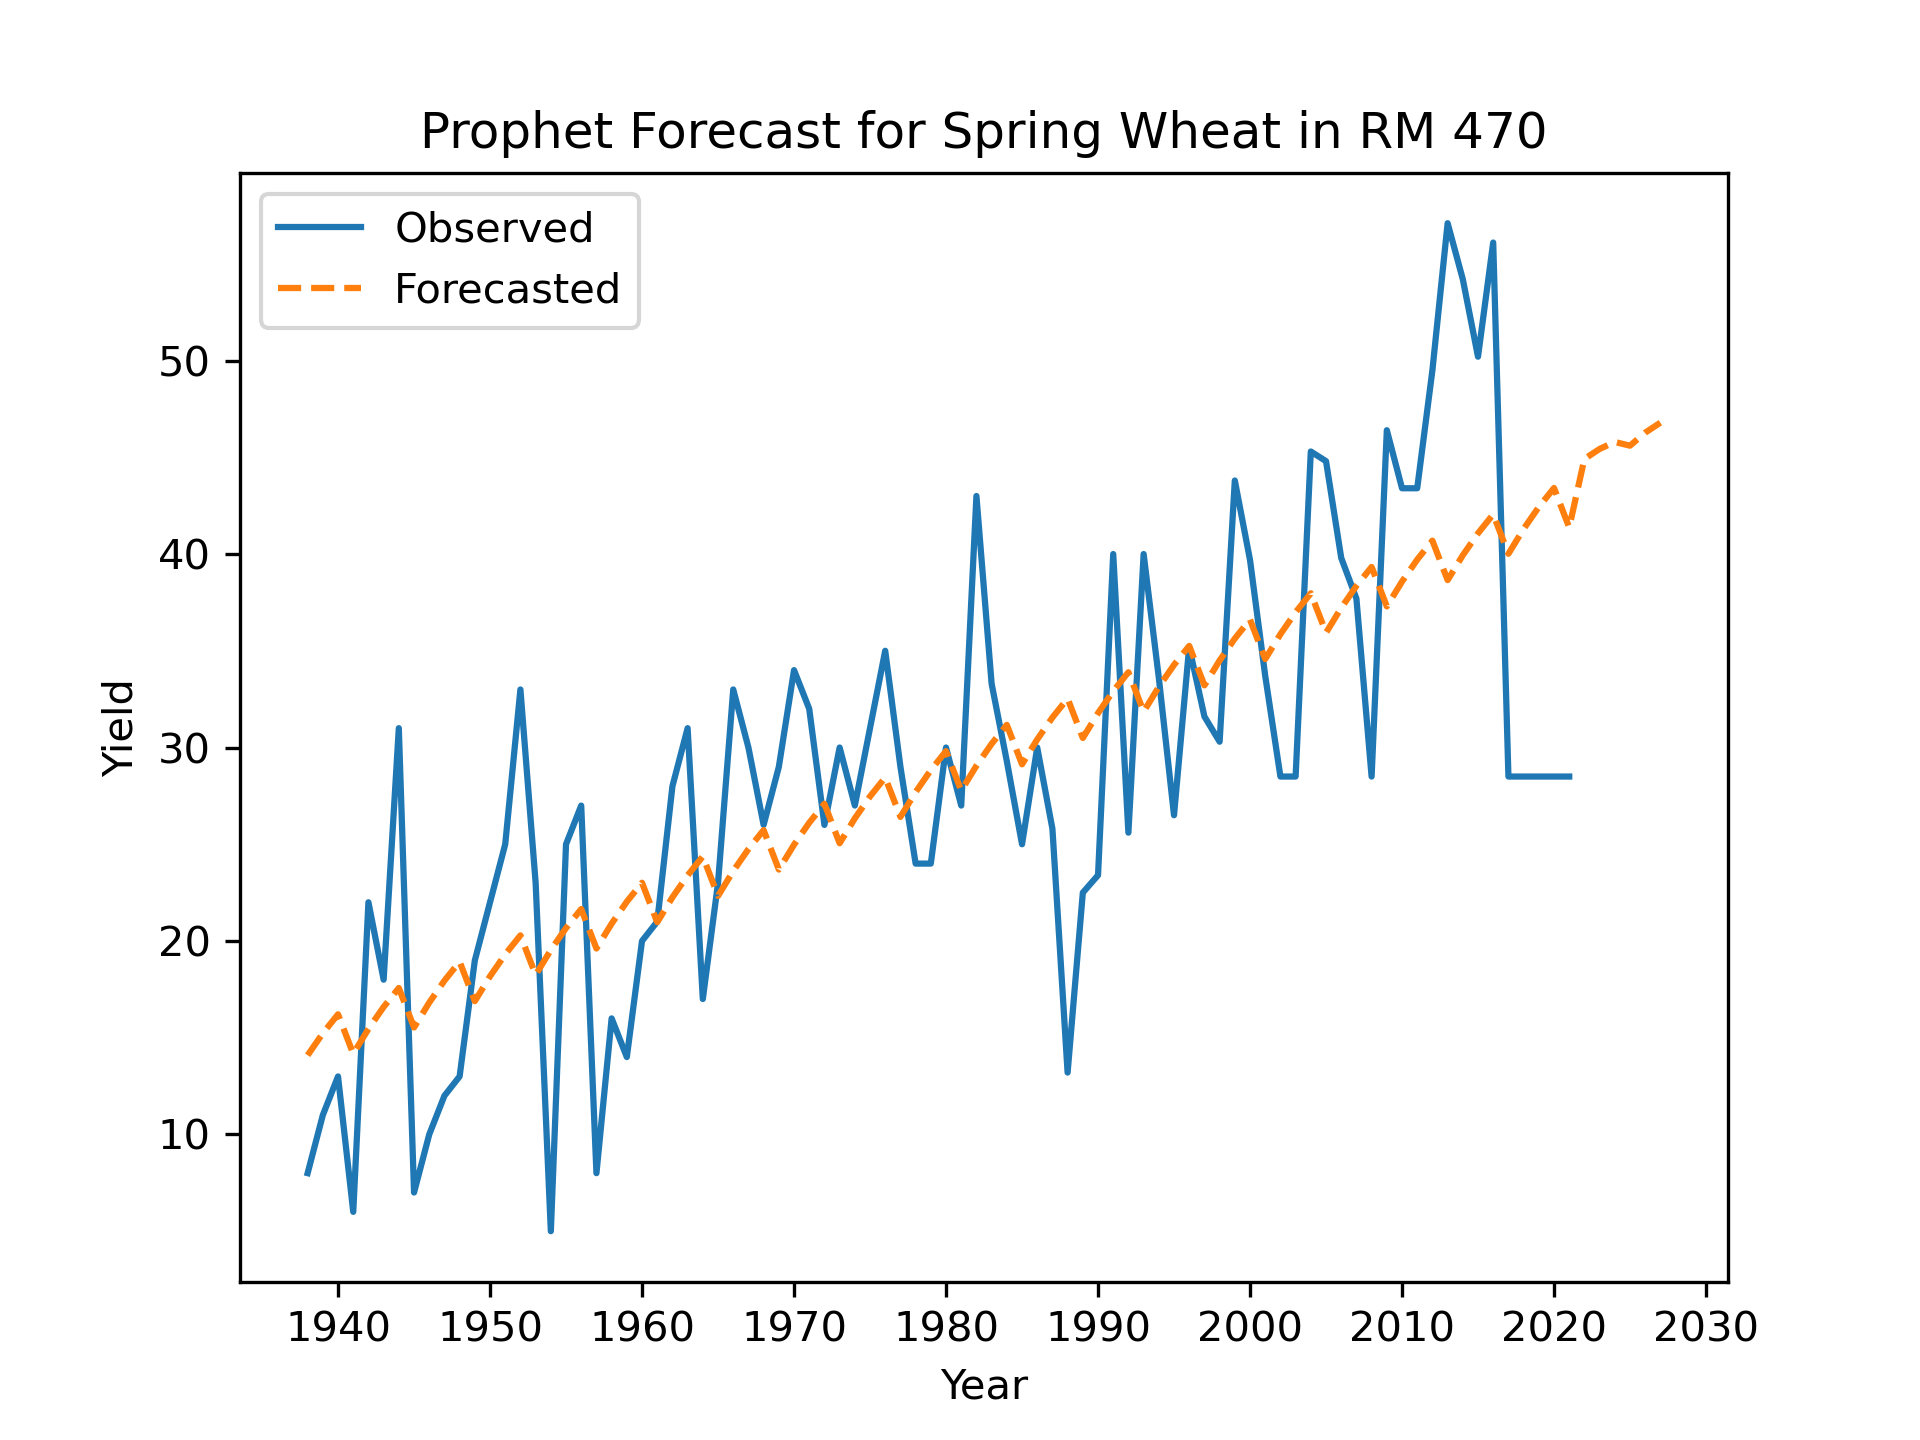 Prophet Forecast for Spring Wheat in RM 470
Observed
Forecasted
50
40
30
20
10
Yield
1940 1950 1960 1970 1980 1990 2000 2010 2020 2030
Year